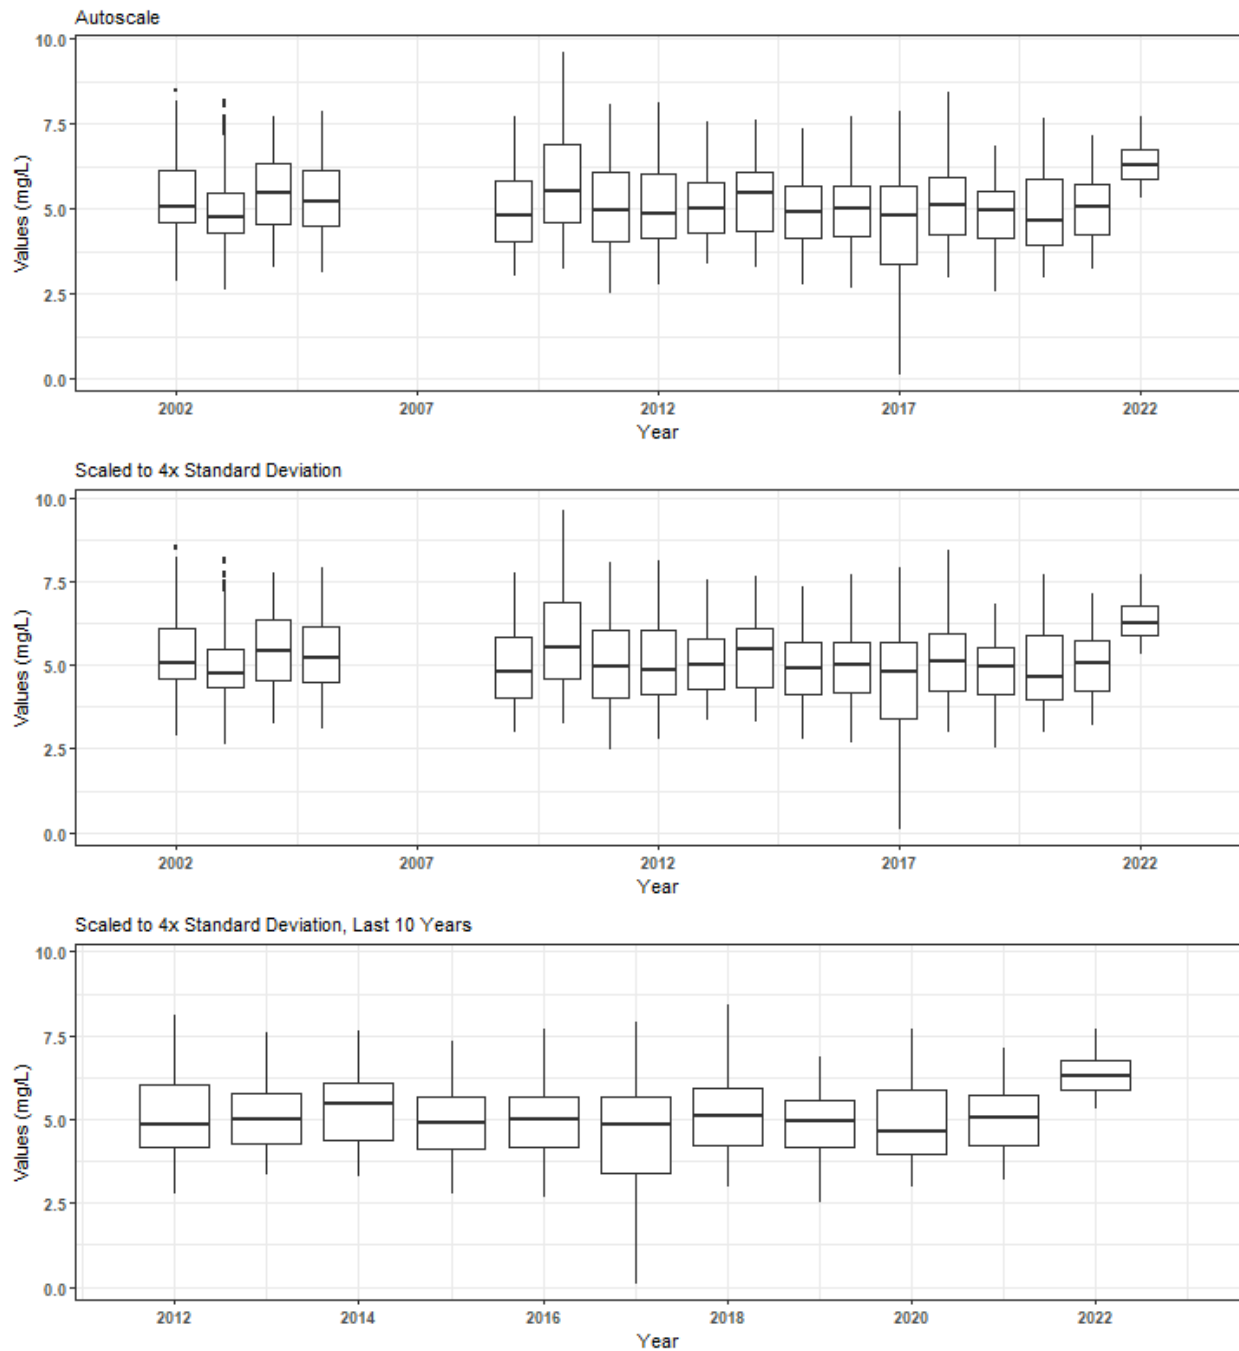 Autoscale
10.0
7.5
5.0
2.5
0.0
Values (mg/L)
2002 2007 2012 2017 2022
Year
Scaled to 4x Standard Deviation
10.0
7.5
5.0
2.5
0.0
Values (mg/L)
2002 2007 2012 2017 2022
Year
Scaled to 4x Standard Deviation, Last 10 Years
10.0
7.5
5.0
2.5
0.0
Values (mg/L)
2012 2014 2016 2018 2020 2022
Year